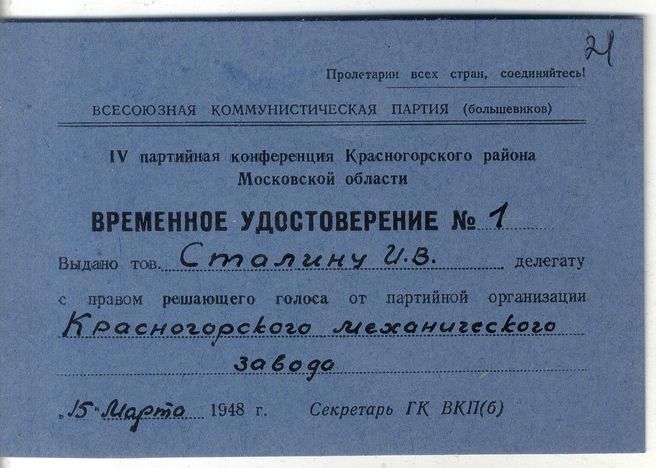 21
Пролетарии всех стран, соединяйтесь!
ВСЕСОЮЗНАЯ КОММУНИСТИЧЕСКАЯ ПАРТИЯ (большевиков)
IV партийная конференция Красногорского района
Московской области
ВРЕМЕННОЕ УДОСТОВЕРЕНИЕ № 1
Выдано тов. Сталину И.В. делегату
с правом решающего голоса от партийной организации
Красногорского механического
завода
„15" Марта 1948 г. Секретарь ГК ВКП(б)